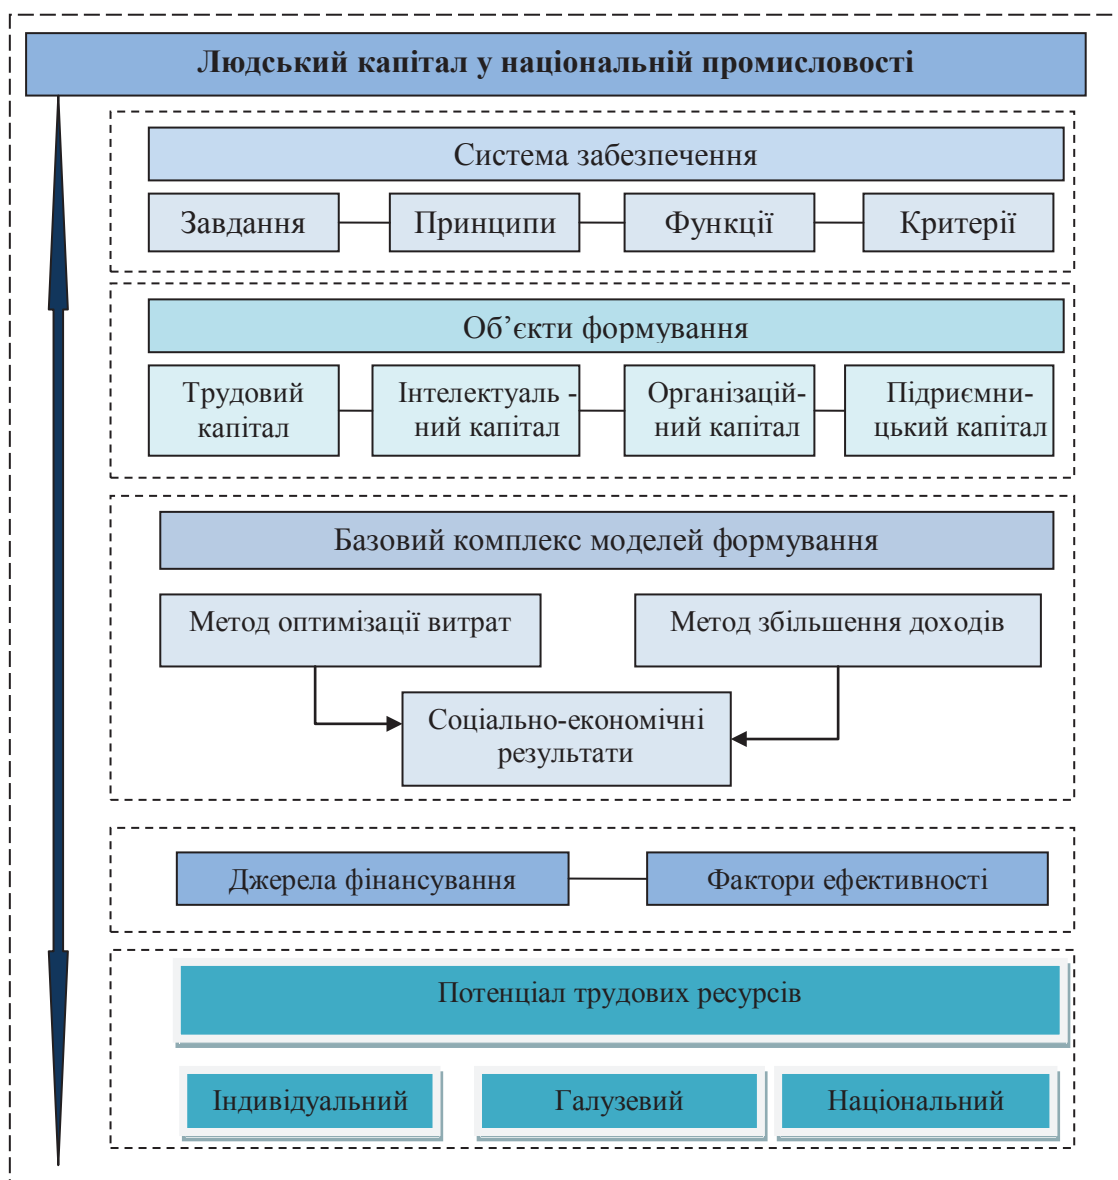 Людський капітал у національній промисловості
Система забезпечення
Завдання
Принципи
Функції
Критерії
Об’єкти формування
Трудовий
капітал
Інтелектуаль -
ний капітал
Організацій-
ний капітал
Підриємни-
цький капітал
Базовий комплекс моделей формування
Метод оптимізації витрат
Метод збільшення доходів
Соціально-економічні
результати
Джерела фінансування
Фактори ефективності
Потенціал трудових ресурсів
Індивідуальний
Галузевий
Національний